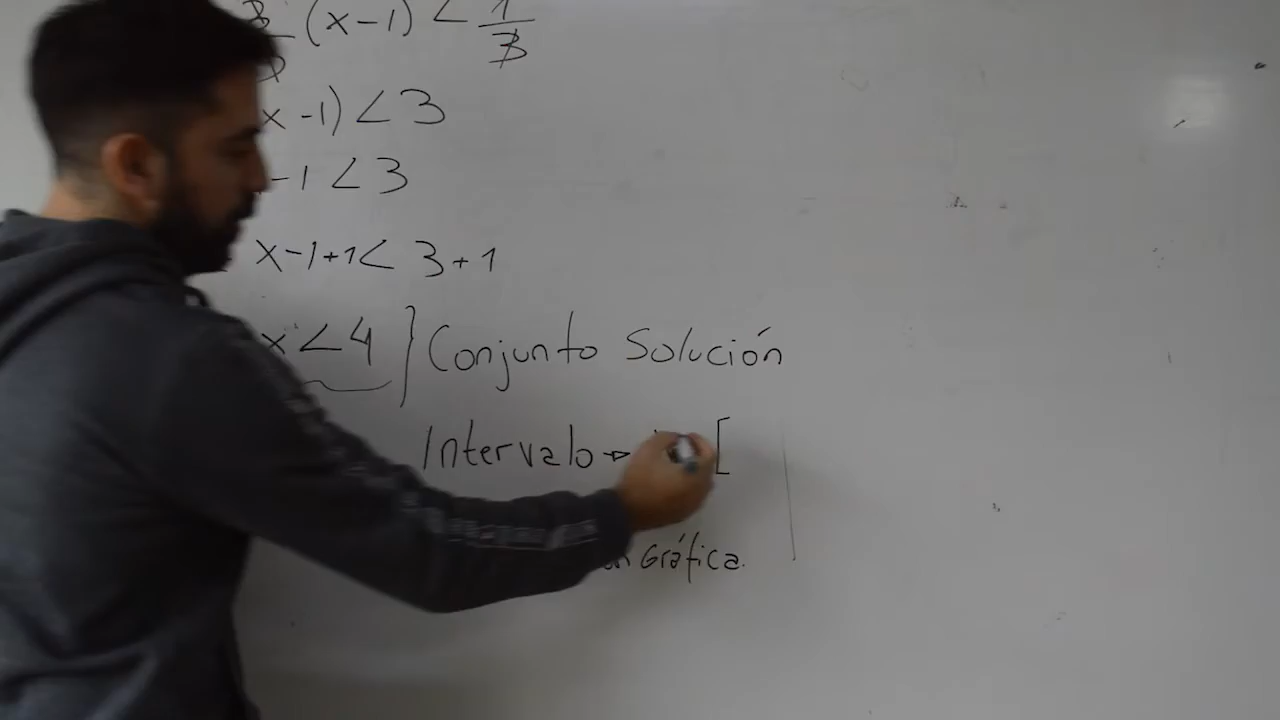 (x-1) < 1/3
x-1) < 3
-1 < 3
x-1+1 < 3+1
x < 4 } Conjunto Solución
Intervalo → [
Gráfica.